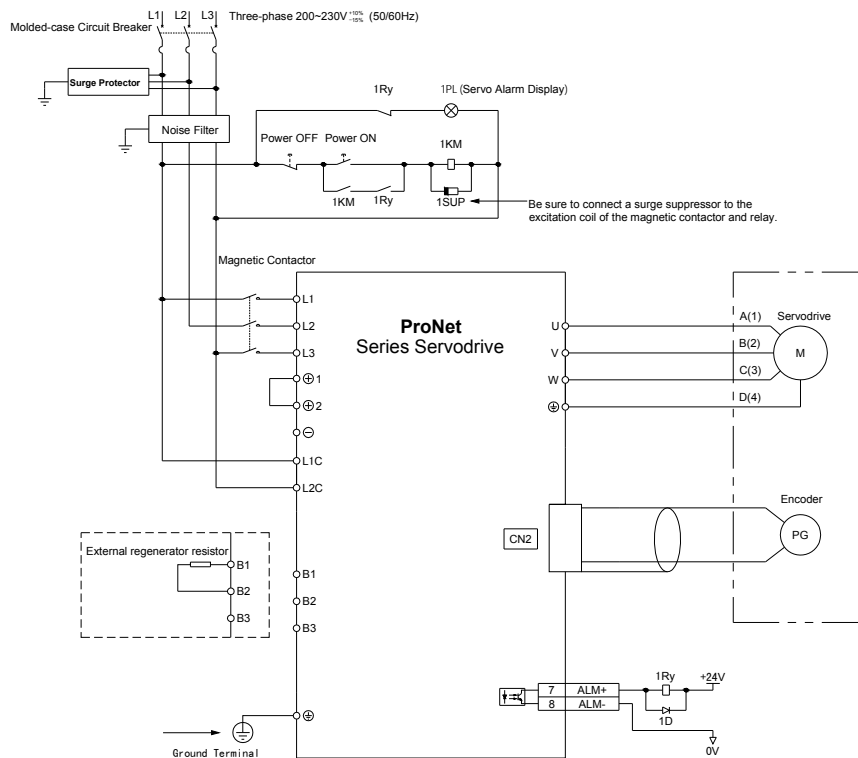 L1 L2 L3 Three-phase 200~230V +10% -15% (50/60Hz)
Molded-case Circuit Breaker
Surge Protector
1Ry 1PL (Servo Alarm Display)
Noise Filter
Power OFF Power ON
1KM
1KM 1Ry 1SUP
Be sure to connect a surge suppressor to the
excitation coil of the magnetic contactor and relay.
Magnetic Contactor
L1
L2
L3
1
2
L1C
L2C
ProNet
Series Servodrive
U
V
W
A(1)
B(2)
C(3)
D(4)
Servodrive
M
External regenerator resistor
B1
B2
B3
B1
B2
B3
CN2
Encoder
PG
7 ALM+
8 ALM-
1Ry
+24V
1D
0V
Ground Terminal